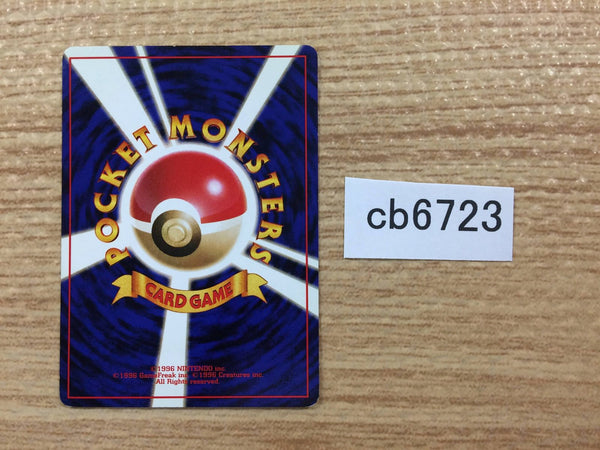 POCKET MONSTERS
CARD GAME
©1996 NINTENDO inc
©1996 GameFreak inc. ©1996 Creatures inc.
All Rights reserved.
cb6723